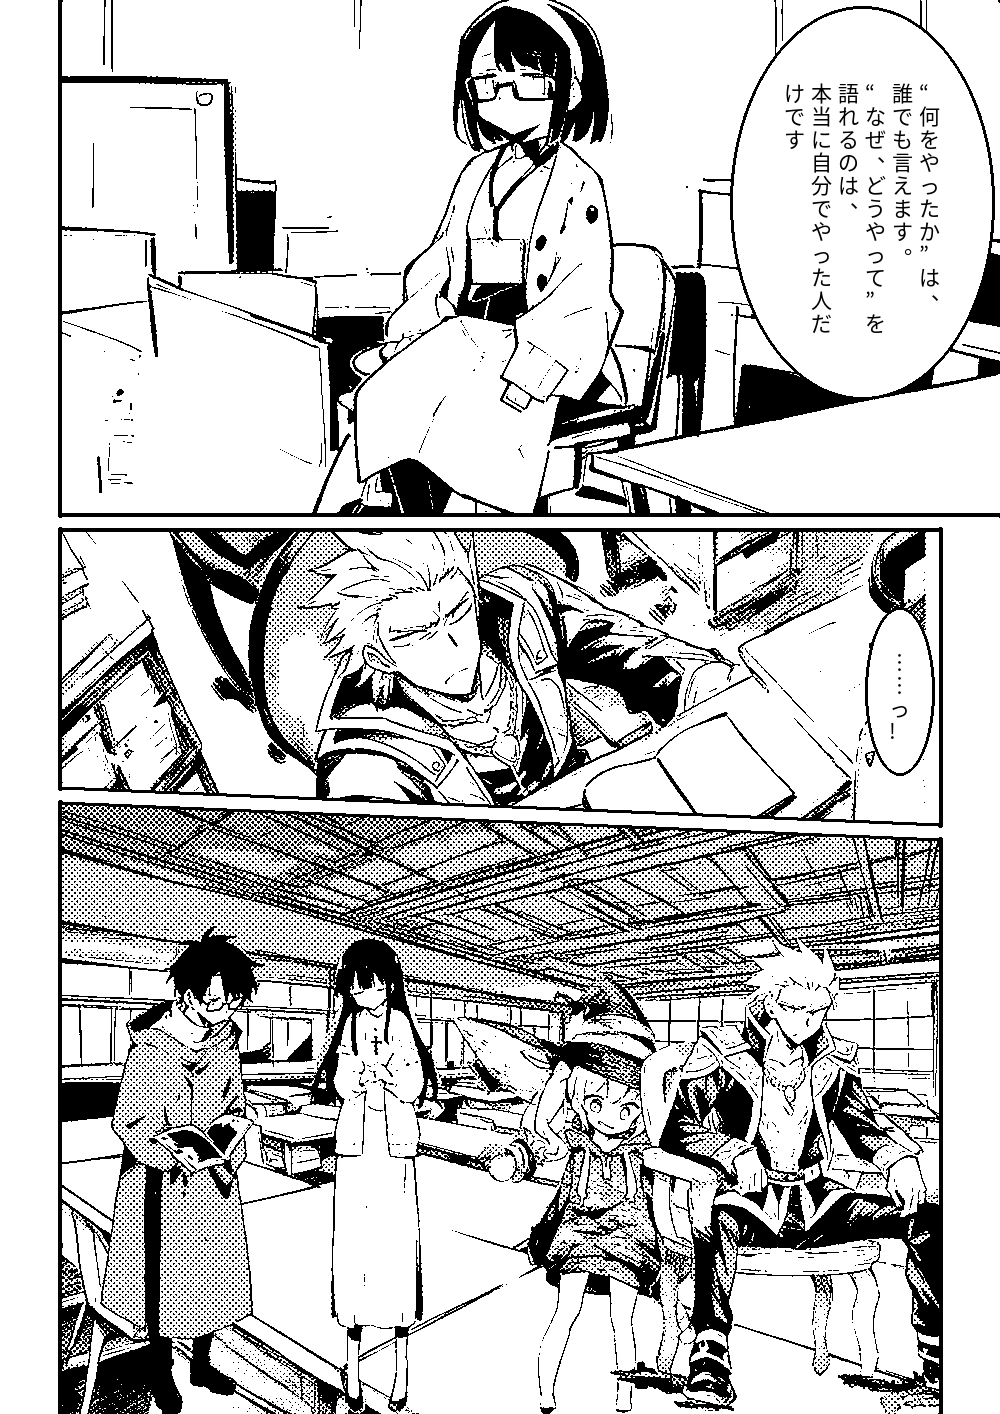 “何をやったか” は、
誰でも言えます。
“なぜ、どうやって” を
語れるのは、
本当に自分でやった人だ
けです
……っ！